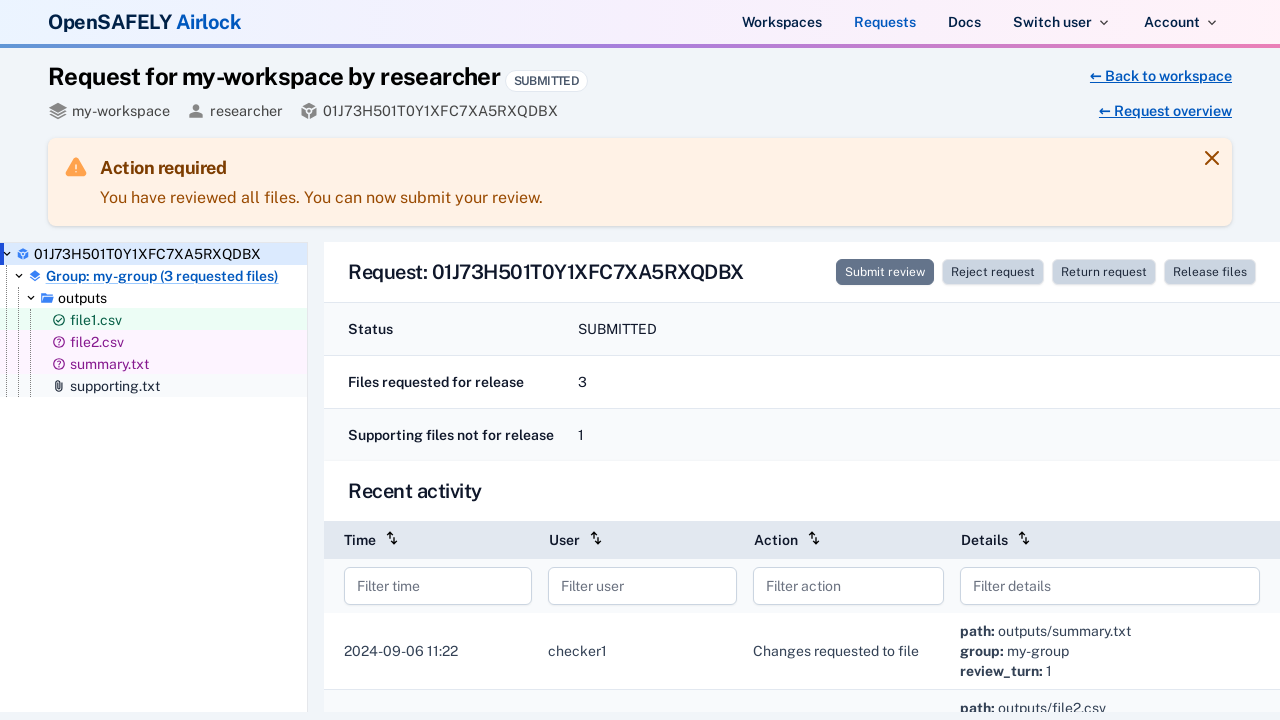 OpenSAFELY Airlock
Workspaces
Requests
Docs
Switch user
Account
Request for my-workspace by researcher SUBMITTED
← Back to workspace
my-workspace researcher 01J73H501T0Y1XFC7XA5RXQDBX
← Request overview
Action required
You have reviewed all files. You can now submit your review.
01J73H501T0Y1XFC7XA5RXQDBX
Group: my-group (3 requested files)
outputs
file1.csv
file2.csv
summary.txt
supporting.txt
Request: 01J73H501T0Y1XFC7XA5RXQDBX
Submit review
Reject request
Return request
Release files
Status SUBMITTED
Files requested for release 3
Supporting files not for release 1
Recent activity
Time User Action Details
Filter time Filter user Filter action Filter details
2024-09-06 11:22 checker1 Changes requested to file
path: outputs/summary.txt
group: my-group
review_turn: 1
path: outputs/file2.csv